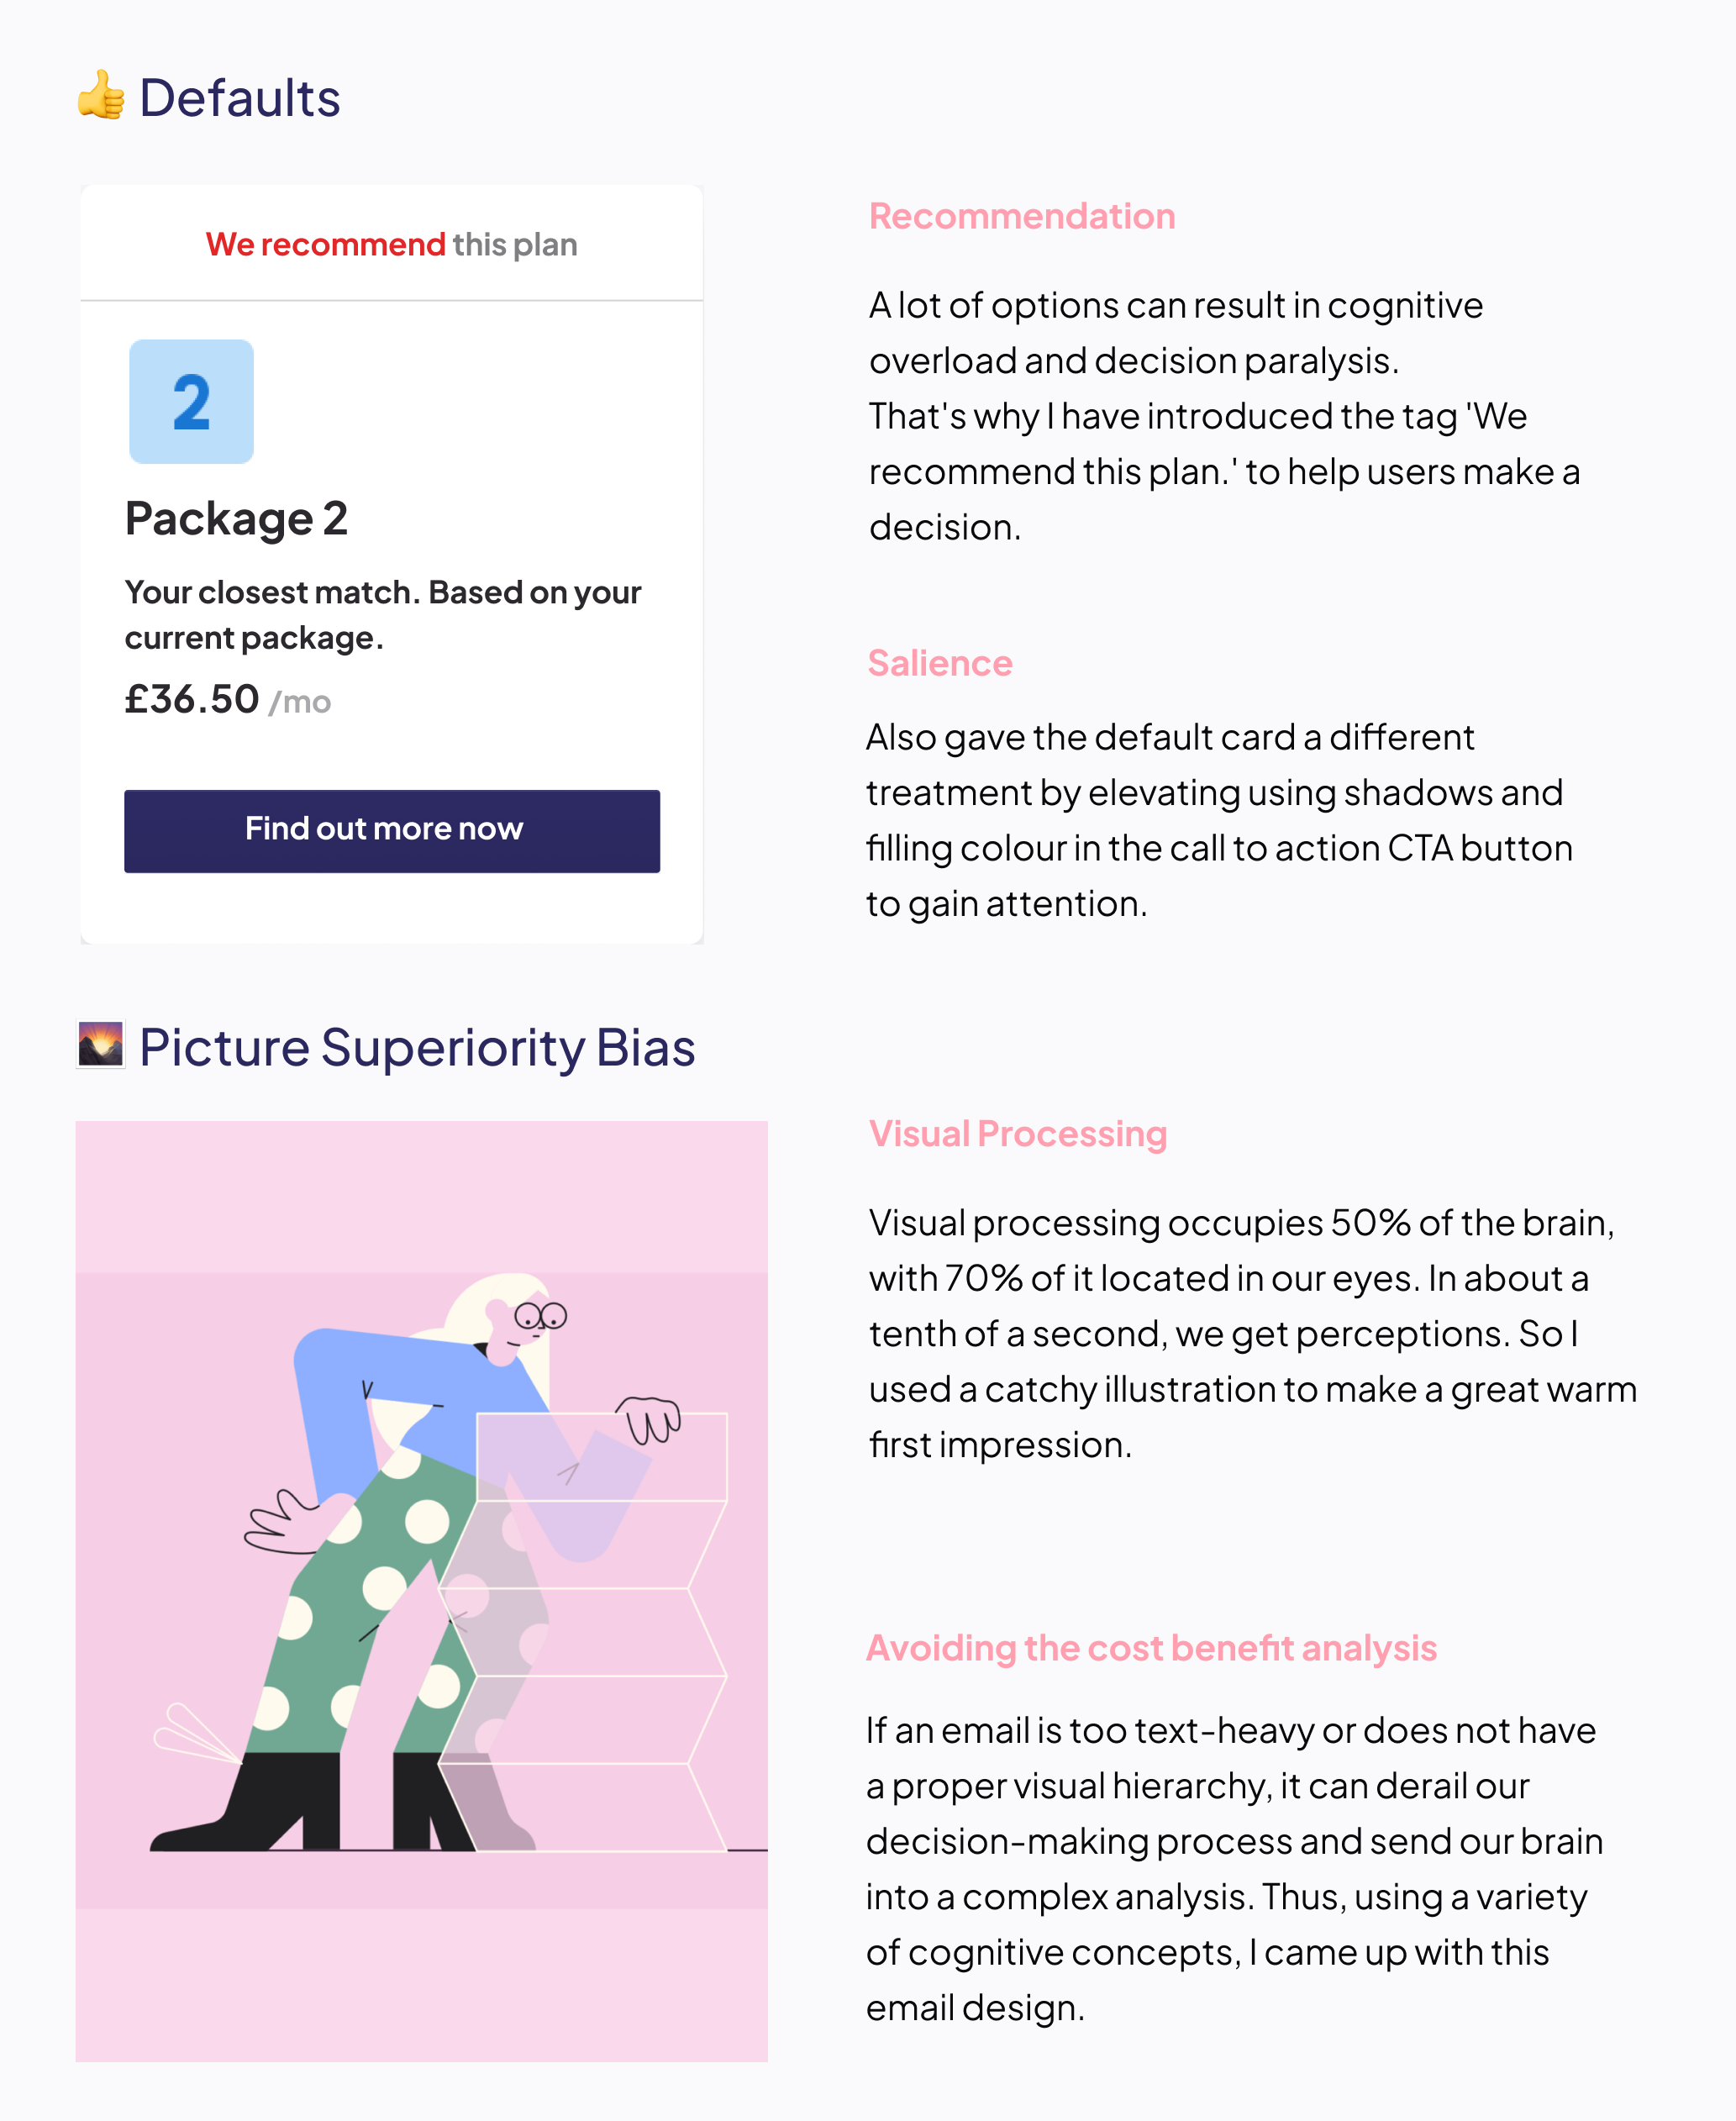 👍 Defaults
We recommend this plan
2
Package 2
Your closest match. Based on your
current package.
£36.50 /mo
Find out more now
Recommendation
A lot of options can result in cognitive
overload and decision paralysis.
That's why I have introduced the tag 'We
recommend this plan.' to help users make a
decision.
Salience
Also gave the default card a different
treatment by elevating using shadows and
filling colour in the call to action CTA button
to gain attention.
🌄 Picture Superiority Bias
Visual Processing
Visual processing occupies 50% of the brain,
with 70% of it located in our eyes. In about a
tenth of a second, we get perceptions. So I
used a catchy illustration to make a great warm
first impression.
Avoiding the cost benefit analysis
If an email is too text-heavy or does not have
a proper visual hierarchy, it can derail our
decision-making process and send our brain
into a complex analysis. Thus, using a variety
of cognitive concepts, I came up with this
email design.